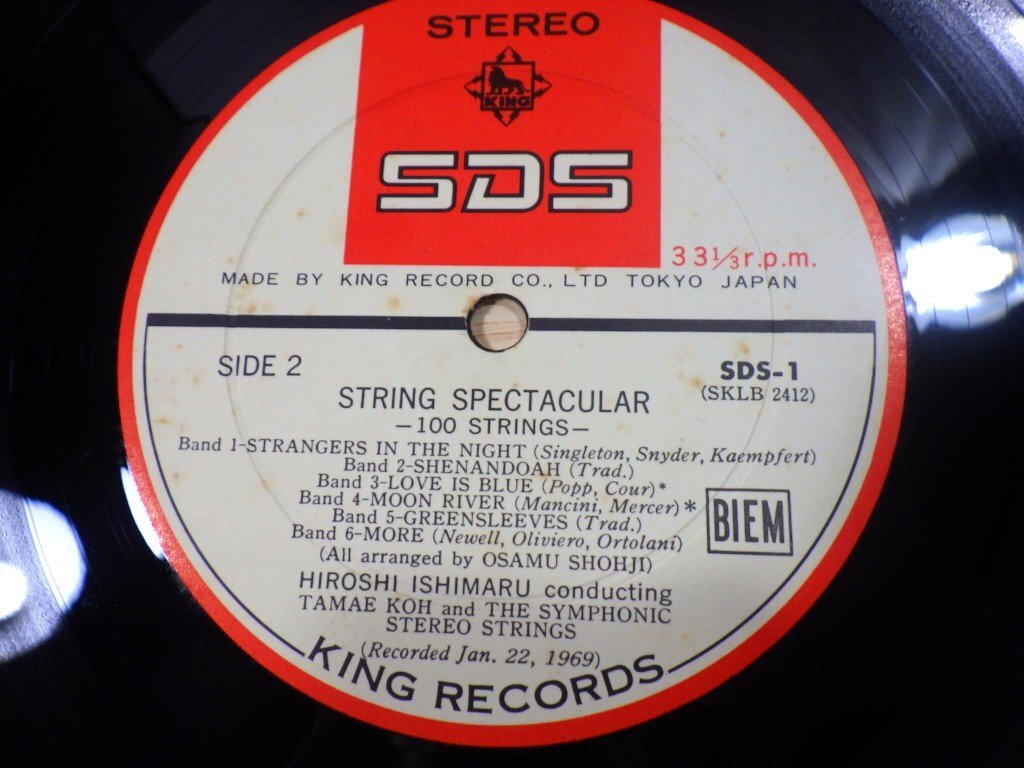 STEREO
KING
SDS
33⅓r.p.m.
MADE BY KING RECORD CO., LTD TOKYO JAPAN
SIDE 2
SDS-1
(SKLB 2412)
STRING SPECTACULAR
—100 STRINGS—
Band 1-STRANGERS IN THE NIGHT (Singleton, Snyder, Kaempfert)
Band 2-SHENANDOAH (Trad.)
Band 3-LOVE IS BLUE (Popp, Cour)*
Band 4-MOON RIVER (Mancini, Mercer)*
Band 5-GREENSLEEVES (Trad.)
Band 6-MORE (Newell, Oliviero, Ortolani)
BIEM
(All arranged by OSAMU SHOHJI)
HIROSHI ISHIMARU conducting
TAMAE KOH and THE SYMPHONIC
STEREO STRINGS
(Recorded Jan. 22, 1969)
KING RECORDS